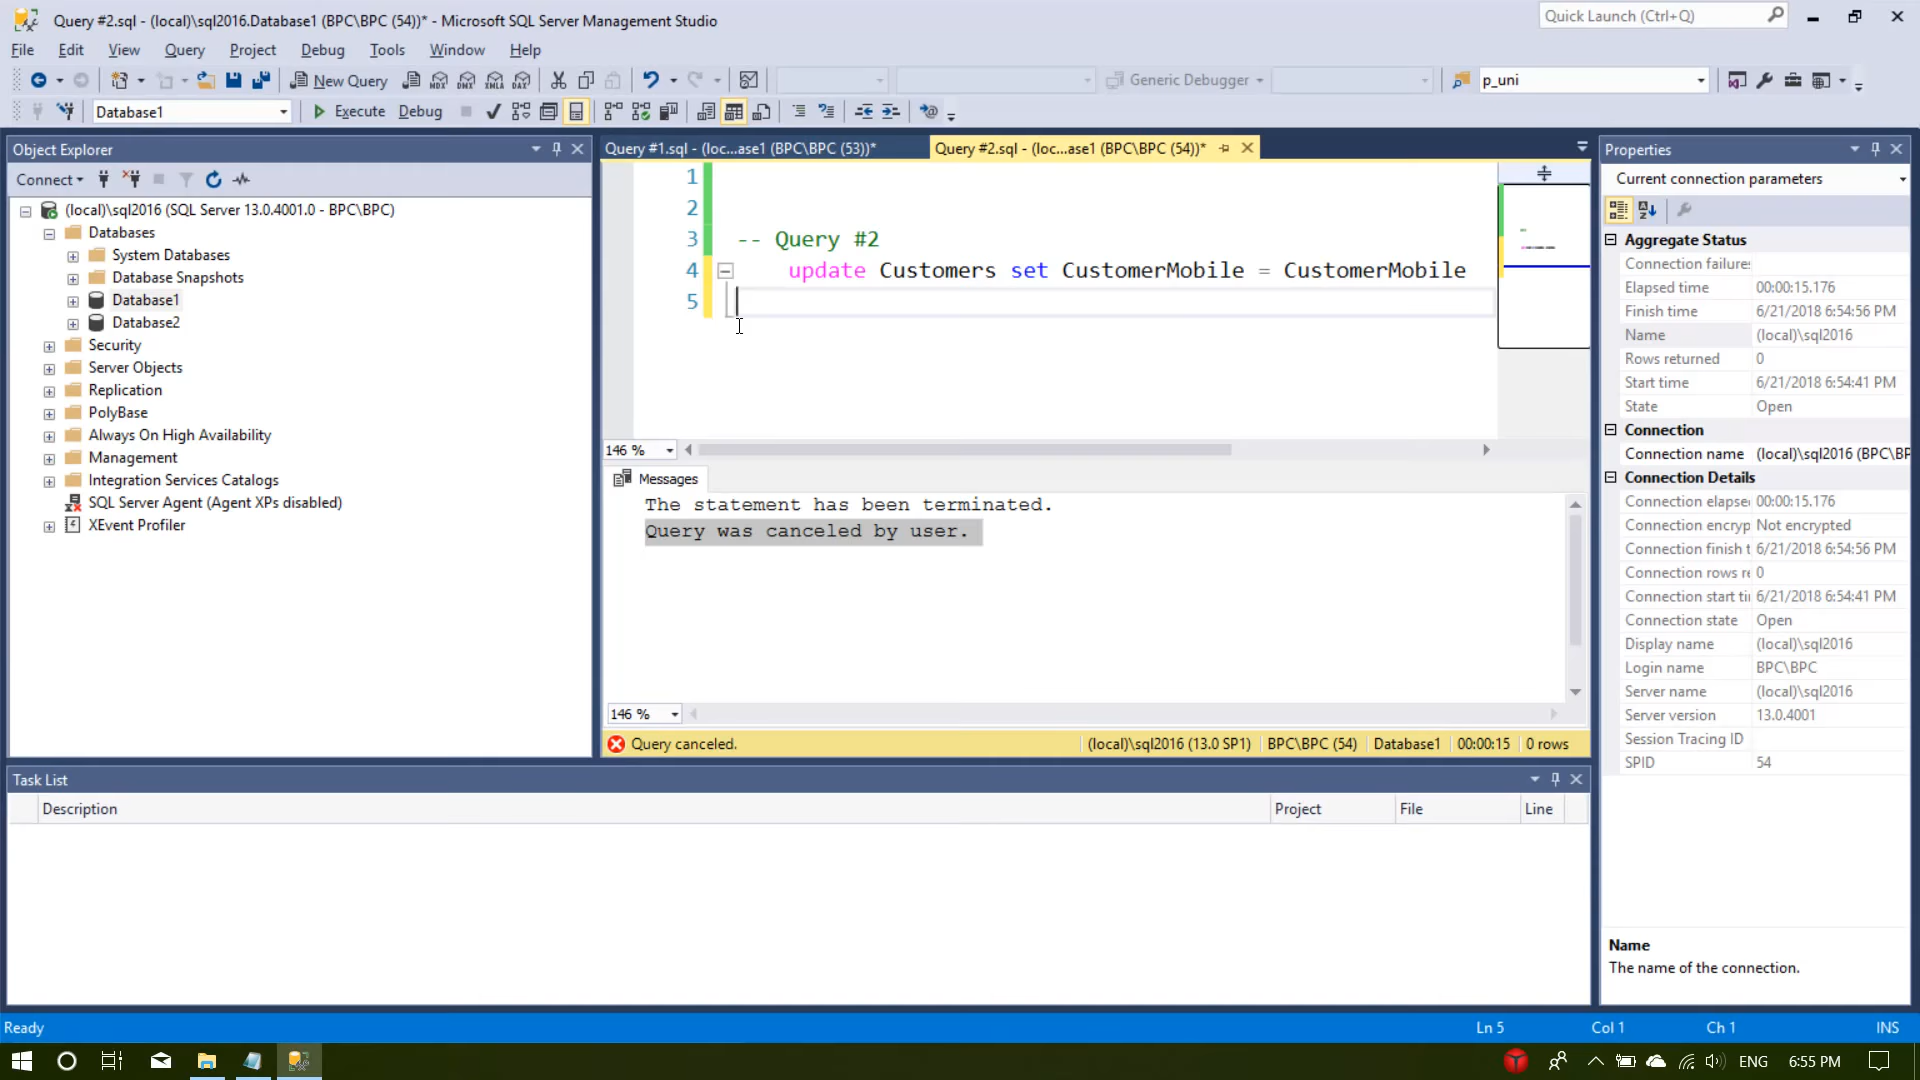 Query #2.sql - (local)\sql2016.Database1 (BPC\BPC (54))* - Microsoft SQL Server Management Studio
Quick Launch (Ctrl+Q)
File Edit View Query Project Debug Tools Window Help
New Query MDX DMX XMLA DAX Generic Debugger p_uni
Database1 Execute Debug
Object Explorer
Connect
(local)\sql2016 (SQL Server 13.0.4001.0 - BPC\BPC)
Databases
System Databases
Database Snapshots
Database1
Database2
Security
Server Objects
Replication
PolyBase
Always On High Availability
Management
Integration Services Catalogs
SQL Server Agent (Agent XPs disabled)
XEvent Profiler
Query #1.sql - (loc...ase1 (BPC\BPC (53))*
Query #2.sql - (loc...ase1 (BPC\BPC (54))*
1
2
3 -- Query #2
4 update Customers set CustomerMobile = CustomerMobile
5
146 %
Messages
The statement has been terminated.
Query was canceled by user.
146 %
Query canceled. (local)\sql2016 (13.0 SP1) BPC\BPC (54) Database1 00:00:15 0 rows
Properties
Current connection parameters
Aggregate Status
Connection failures
Elapsed time 00:00:15.176
Finish time 6/21/2018 6:54:56 PM
Name (local)\sql2016
Rows returned 0
Start time 6/21/2018 6:54:41 PM
State Open
Connection
Connection name (local)\sql2016 (BPC\BP
Connection Details
Connection elapse 00:00:15.176
Connection encryp Not encrypted
Connection finish t 6/21/2018 6:54:56 PM
Connection rows re 0
Connection start ti 6/21/2018 6:54:41 PM
Connection state Open
Display name (local)\sql2016
Login name BPC\BPC
Server name (local)\sql2016
Server version 13.0.4001
Session Tracing ID
SPID 54
Name
The name of the connection.
Task List
Description Project File Line
Ready Ln 5 Col 1 Ch 1 INS
ENG 6:55 PM